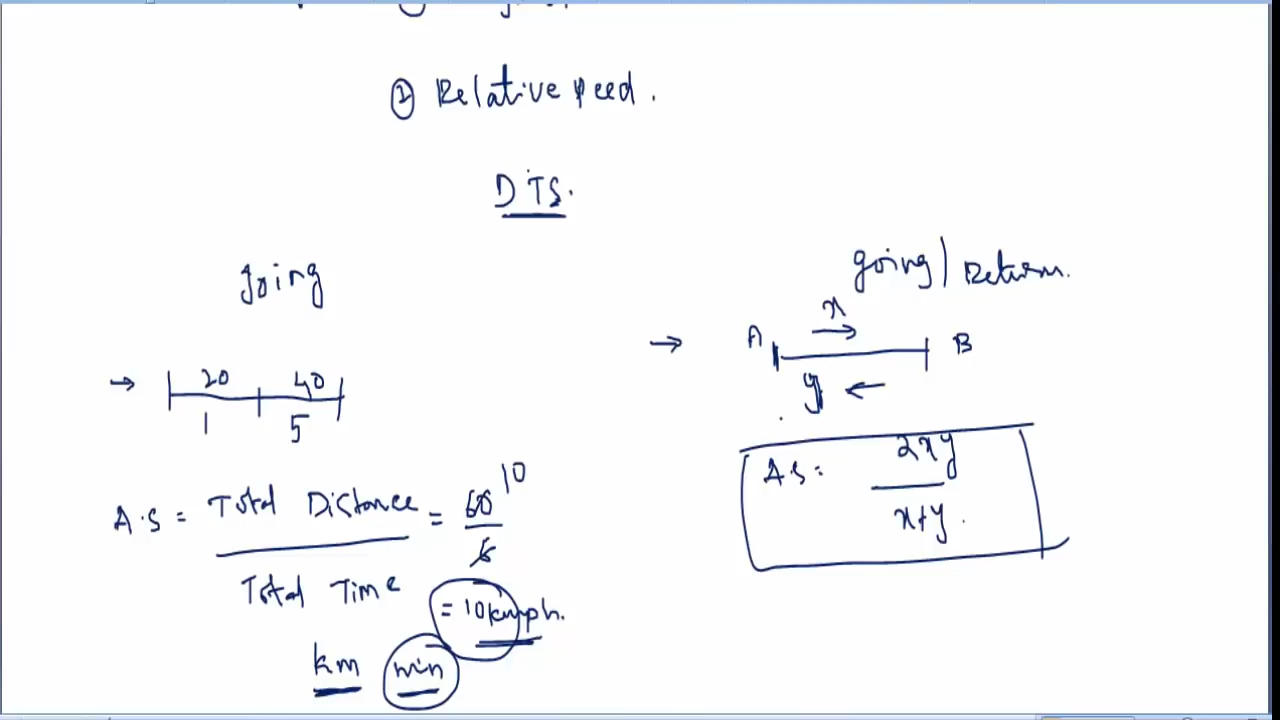 ② Relative peed.
DTS.
going
going | Return.
→ 20 40
1 5
→ A x → B
y ←
A.S = Total Distance / Total Time = 60 / 6 10
= 10 kmph.
km min
A.S = 2xy / x+y.